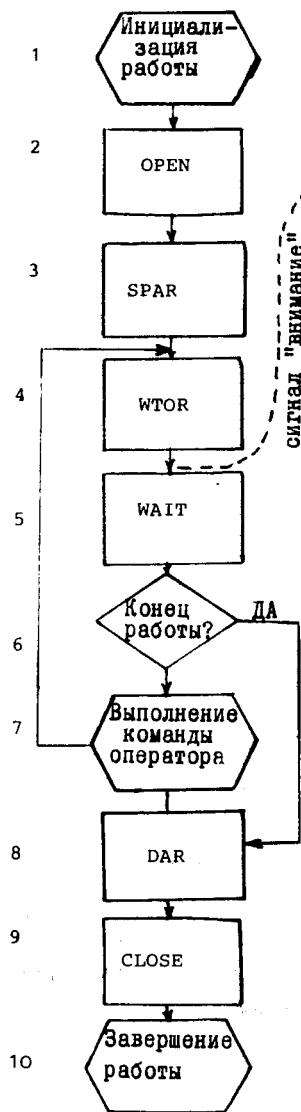 1
Инициали-
зация
работы
2
OPEN
3
SPAR
сигнал "внимание"
4
WTOR
5
WAIT
Конец
работы?
ДА
6
7
Выполнение
команды
оператора
8
DAR
9
CLOSE
10
Завершение
работы